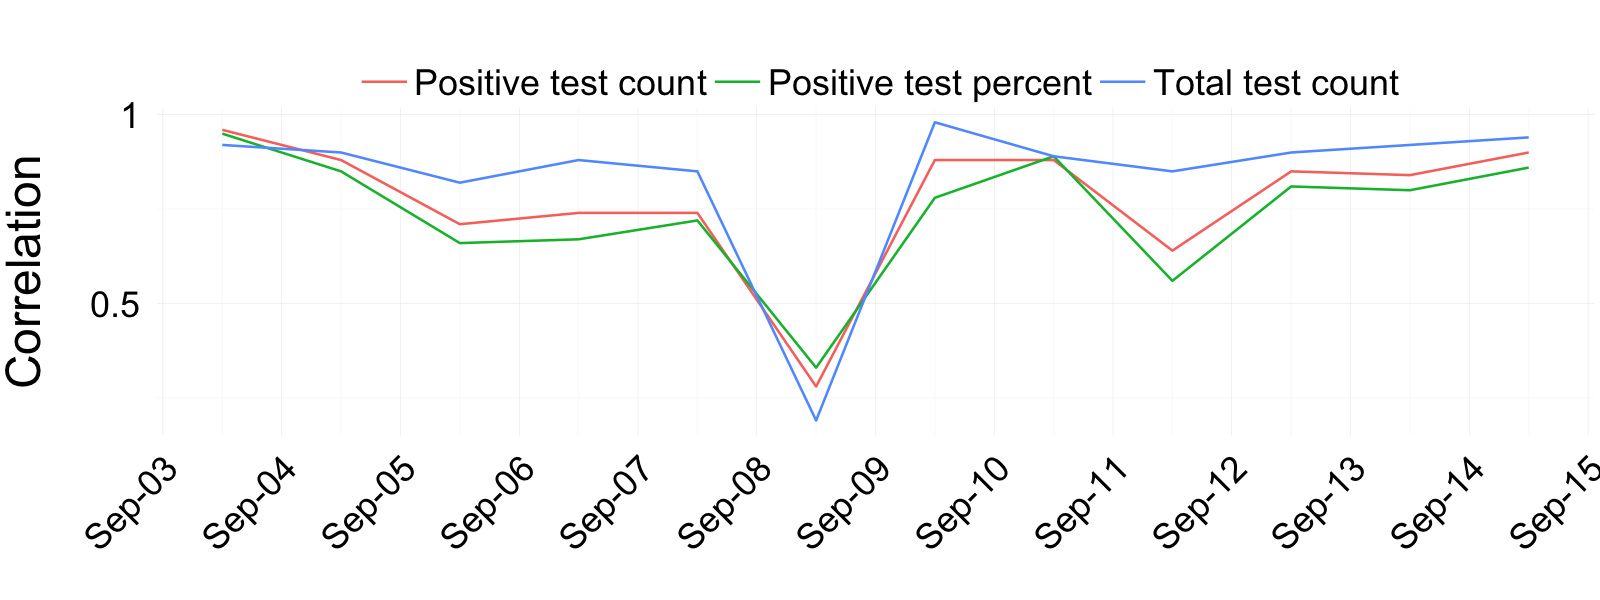 Positive test count Positive test percent Total test count
1
0.5
Correlation
Sep-03 Sep-04 Sep-05 Sep-06 Sep-07 Sep-08 Sep-09 Sep-10 Sep-11 Sep-12 Sep-13 Sep-14 Sep-15